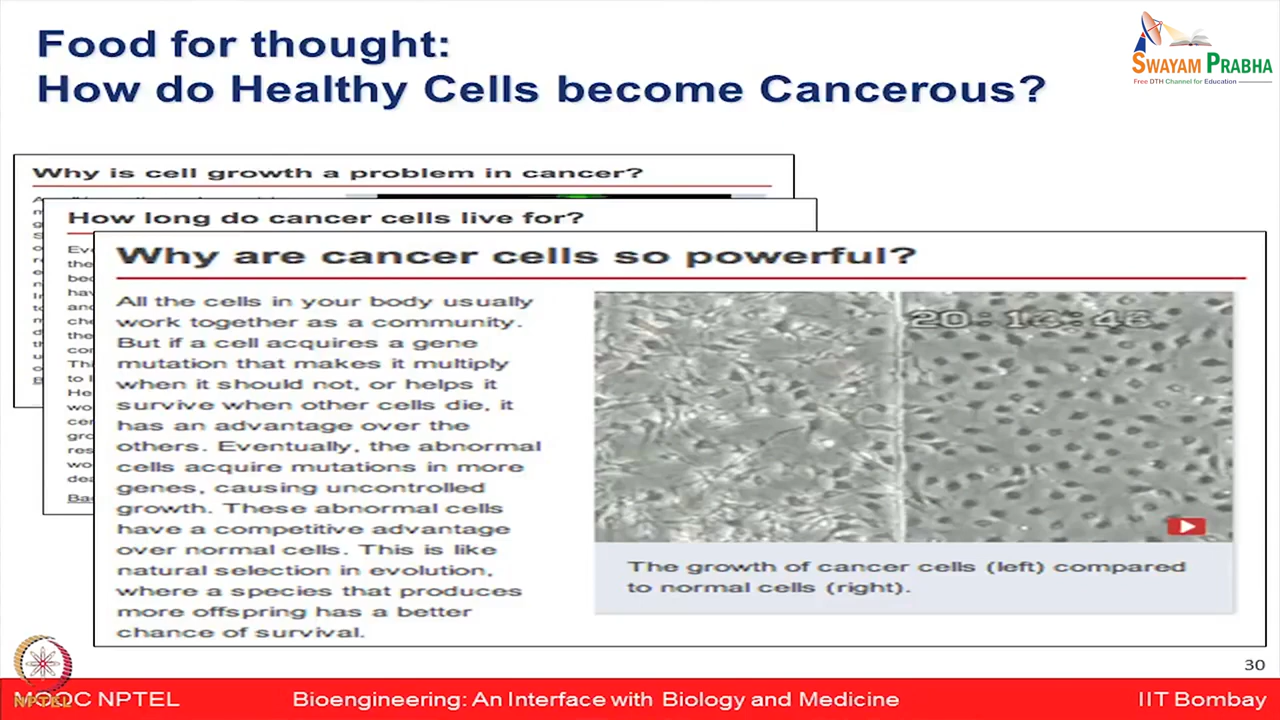 Food for thought:
How do Healthy Cells become Cancerous?
SWAYAM PRABHA
Free DTH Channel for Education
Why is cell growth a problem in cancer?
How long do cancer cells live for?
Why are cancer cells so powerful?
All the cells in your body usually
work together as a community.
But if a cell acquires a gene
mutation that makes it multiply
when it should not, or helps it
survive when other cells die, it
has an advantage over the
others. Eventually, the abnormal
cells acquire mutations in more
genes, causing uncontrolled
growth. These abnormal cells
have a competitive advantage
over normal cells. This is like
natural selection in evolution,
where a species that produces
more offspring has a better
chance of survival.
20:13:46
The growth of cancer cells (left) compared
to normal cells (right).
30
NPTEL
MOOC NPTEL
Bioengineering: An Interface with Biology and Medicine
IIT Bombay